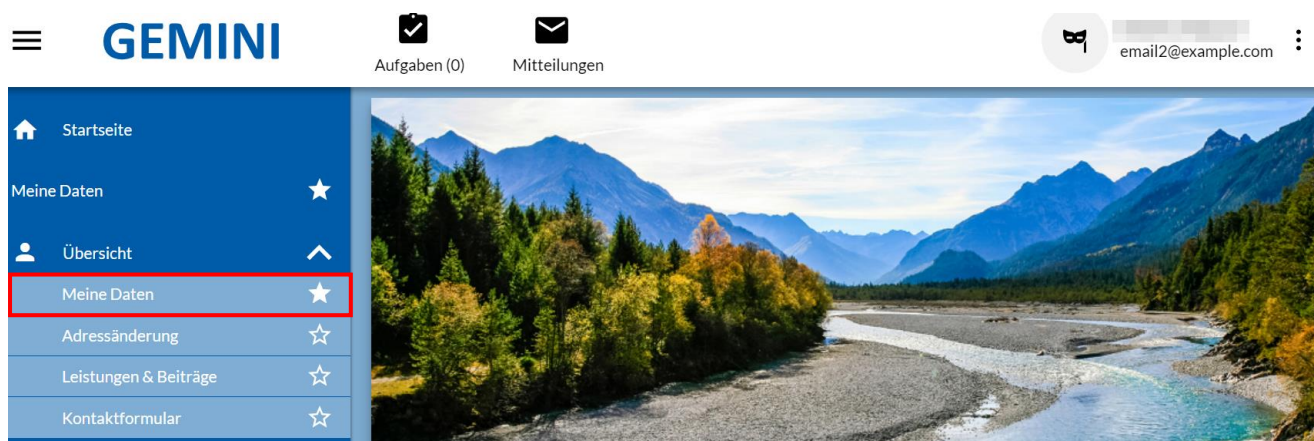 GEMINI
Aufgaben (0)
Mitteilungen
email2@example.com
Startseite
Meine Daten
Übersicht
Meine Daten
Adressänderung
Leistungen & Beiträge
Kontaktformular